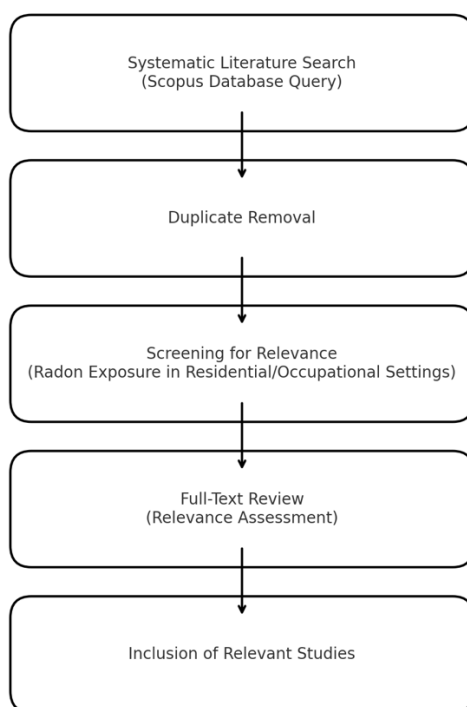 Systematic Literature Search
(Scopus Database Query)
Duplicate Removal
Screening for Relevance
(Radon Exposure in Residential/Occupational Settings)
Full-Text Review
(Relevance Assessment)
Inclusion of Relevant Studies